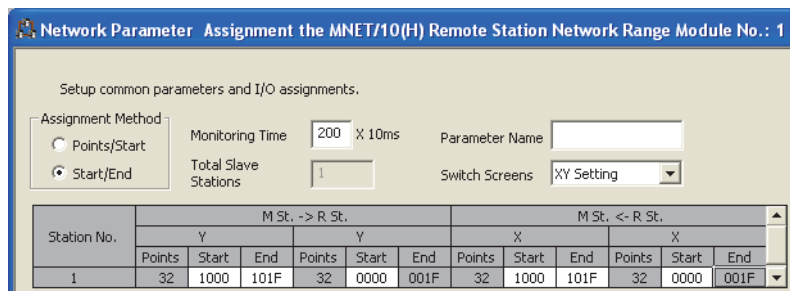 Network Parameter Assignment the MNET/10(H) Remote Station Network Range Module No.: 1
Setup common parameters and I/O assignments.
Assignment Method
Points/Start
Start/End
Monitoring Time 200 X 10ms
Total Slave Stations 1
Parameter Name
Switch Screens XY Setting
Station No. M St. -> R St. M St. <- R St.
Y Y X X
Points Start End Points Start End Points Start End Points Start End
1 32 1000 101F 32 0000 001F 32 1000 101F 32 0000 001F